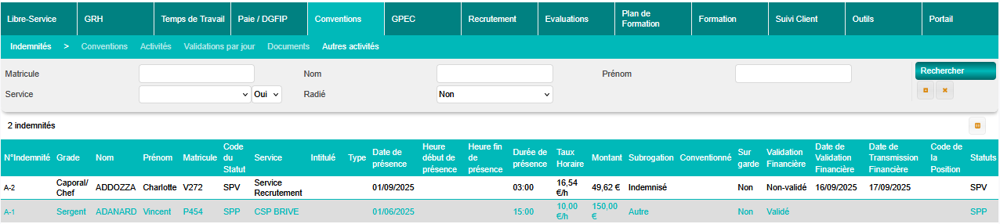 Libre-Service GRH Temps de Travail Paie / DGFIP Conventions GPEC Recrutement Evaluations Plan de Formation Formation Suivi Client Outils Portail
Indemnités > Conventions Activités Validations par jour Documents Autres activités
Matricule Nom Prénom Rechercher
Service Oui Radié Non
2 indemnités
N°Indemnité Grade Nom Prénom Matricule Code du Statut Service Intitulé Type Date de présence Heure début de présence Heure fin de présence Durée de présence Taux Horaire Montant Subrogation Conventionné Sur garde Validation Financière Date de Validation Financière Date de Transmission Financière Code de la Position Statuts
A-2 Caporal/ Chef ADDOZZA Charlotte V272 SPV Service Recrutement 01/09/2025 03:00 16,54 €/h 49,62 € Indemnisé Non Non-validé 16/09/2025 17/09/2025 SPV
A-1 Sergent ADANARD Vincent P454 SPP CSP BRIVE 01/06/2025 15:00 10,00 €/h 150,00 € Autre Non Validé SPP